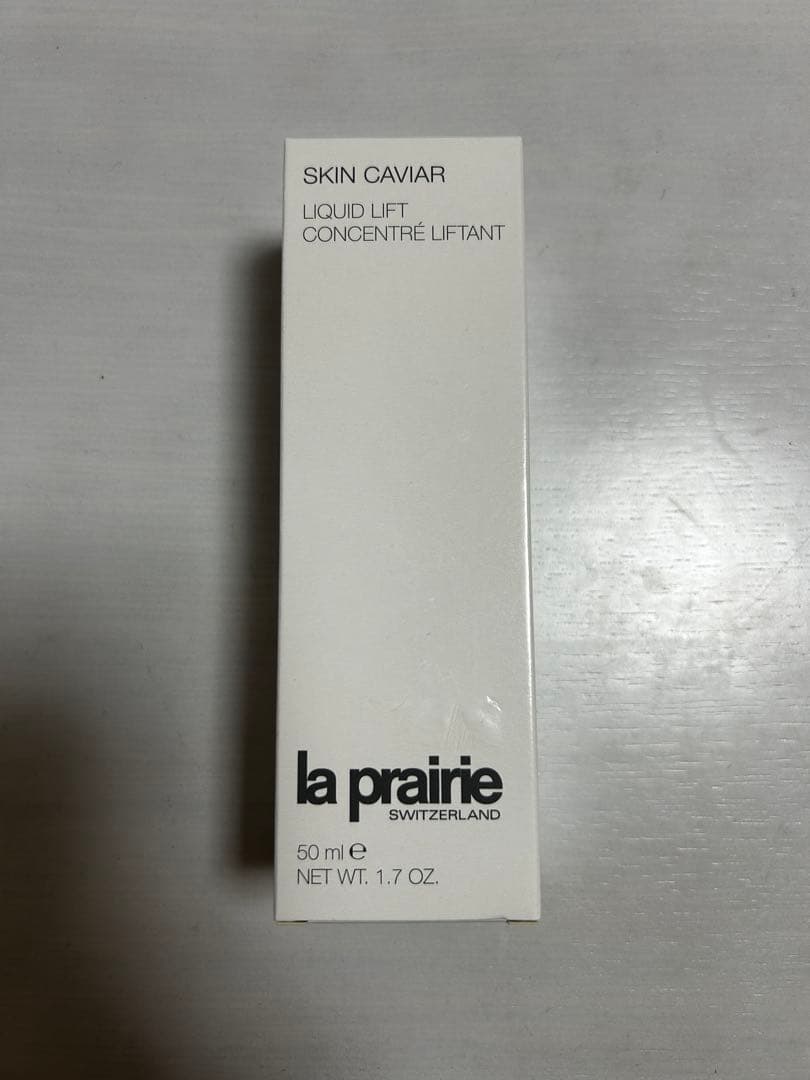 SKIN CAVIAR
LIQUID LIFT
CONCENTRÉ LIFTANT
la prairie
SWITZERLAND
50 ml ℮
NET WT. 1.7 OZ.